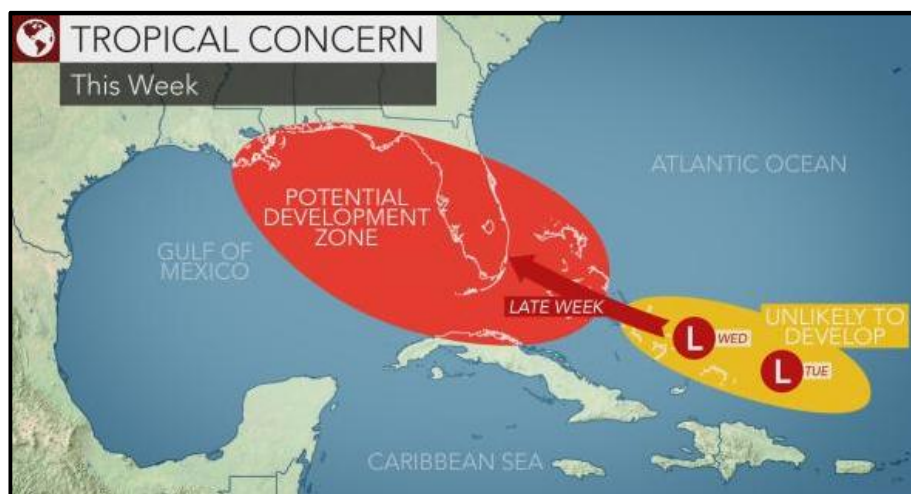 TROPICAL CONCERN
This Week
ATLANTIC OCEAN
POTENTIAL
DEVELOPMENT
ZONE
GULF OF
MEXICO
LATE WEEK
UNLIKELY TO
DEVELOP
L WED
L TUE
CARIBBEAN SEA